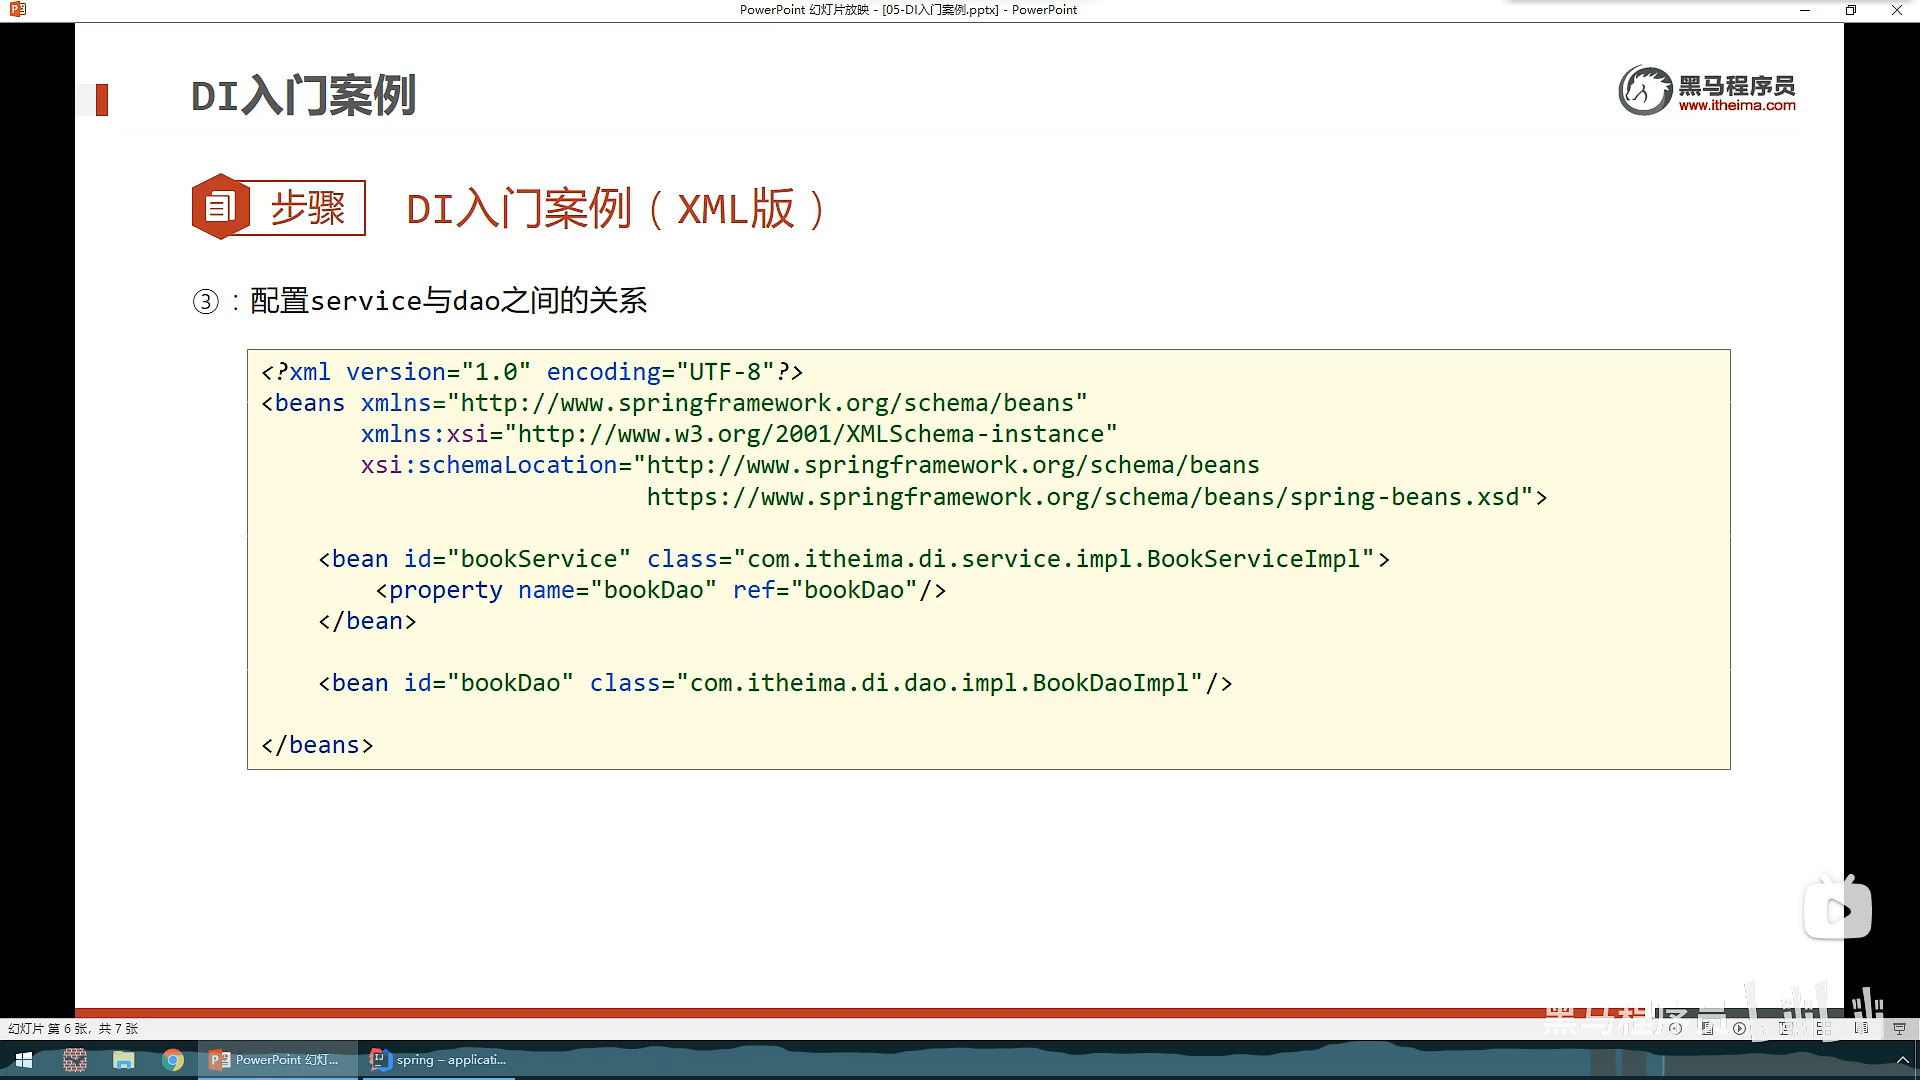 PowerPoint 幻灯片放映 - [05-DI入门案例.pptx] - PowerPoint
DI入门案例
黑马程序员
www.itheima.com
步骤
DI入门案例（XML版）
③：配置service与dao之间的关系
<?xml version="1.0" encoding="UTF-8"?>
<beans xmlns="http://www.springframework.org/schema/beans"
xmlns:xsi="http://www.w3.org/2001/XMLSchema-instance"
xsi:schemaLocation="http://www.springframework.org/schema/beans
https://www.springframework.org/schema/beans/spring-beans.xsd">
<bean id="bookService" class="com.itheima.di.service.impl.BookServiceImpl">
<property name="bookDao" ref="bookDao"/>
</bean>
<bean id="bookDao" class="com.itheima.di.dao.impl.BookDaoImpl"/>
</beans>
黑马程序员
幻灯片 第 6 张，共 7 张
PowerPoint 幻灯...
spring – applicati...